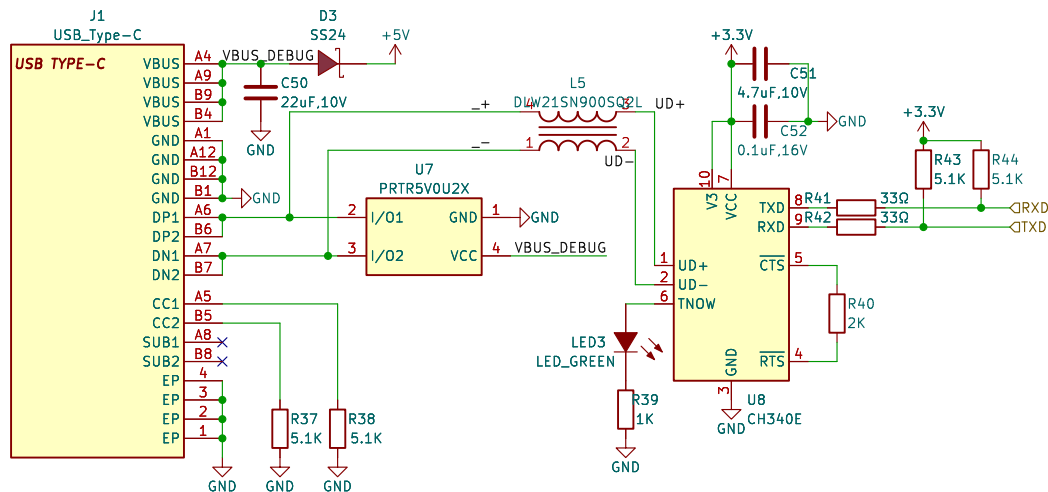 J1
USB_Type-C
USB TYPE-C
VBUS A4
VBUS A9
VBUS B9
VBUS B4
GND A1
GND A12
GND B12
GND B1
DP1 A6
DP2 B6
DN1 A7
DN2 B7
CC1 A5
CC2 B5
SUB1 A8
SUB2 B8
EP 4
EP 3
EP 2
EP 1
GND
VBUS_DEBUG
D3
SS24
+5V
C50
22uF,10V
GND
GND
R37
5.1K
GND
R38
5.1K
GND
_+
_-
L5
DLW21SN900SQ2L
4
3
1
2
UD+
UD-
U7
PRTR5V0U2X
2 I/O1
3 I/O2
GND 1
VCC 4
GND
VBUS_DEBUG
+3.3V
C51
4.7uF,10V
C52
0.1uF,16V
GND
10
V3
7
VCC
1 UD+
2 UD-
6 TNOW
TXD 8
RXD 9
CTS 5
RTS 4
GND
3
GND
U8
CH340E
LED3
LED_GREEN
R39
1K
GND
R41 33Ω
R42 33Ω
R40
2K
+3.3V
R43
5.1K
R44
5.1K
RXD
TXD